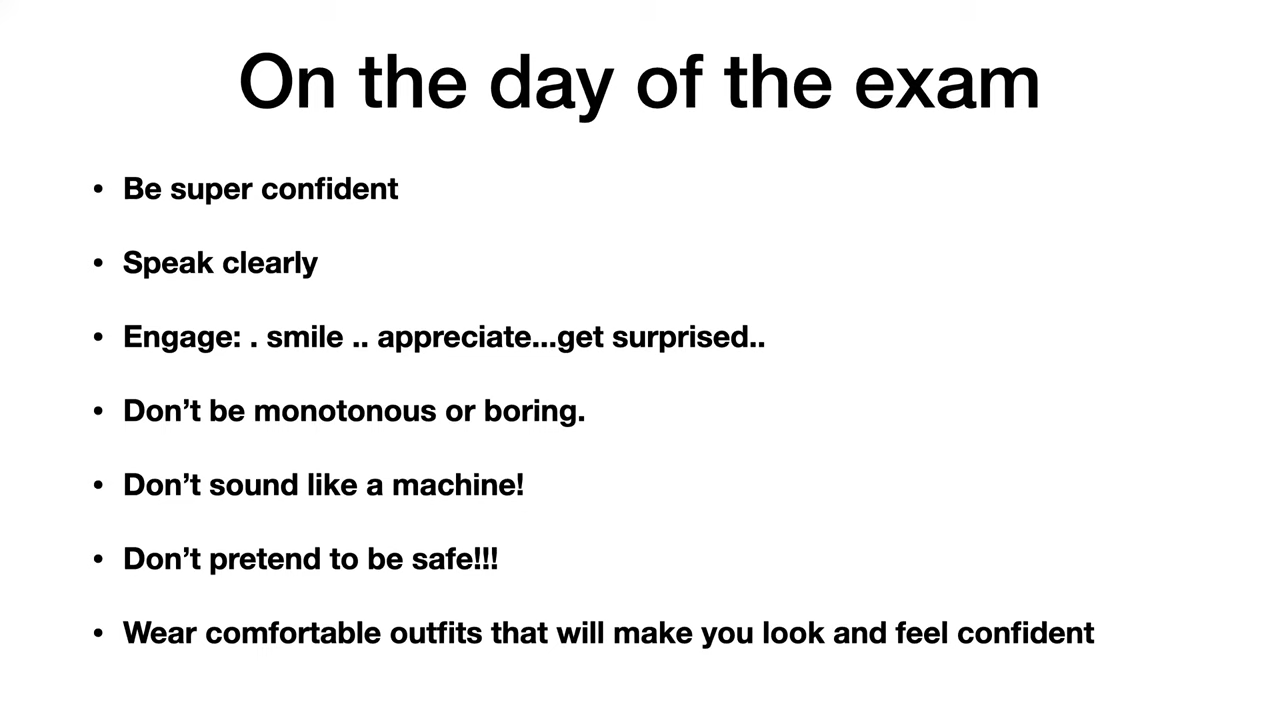 On the day of the exam
• Be super confident
• Speak clearly
• Engage: . smile .. appreciate...get surprised..
• Don’t be monotonous or boring.
• Don’t sound like a machine!
• Don’t pretend to be safe!!!
• Wear comfortable outfits that will make you look and feel confident